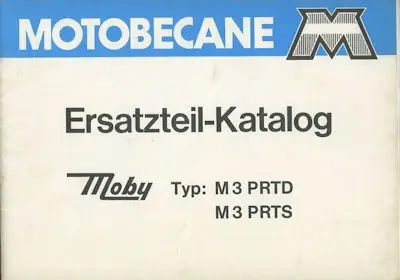 MOTOBECANE M
Ersatzteil-Katalog
Moby Typ: M3 PRTD
M3 PRTS